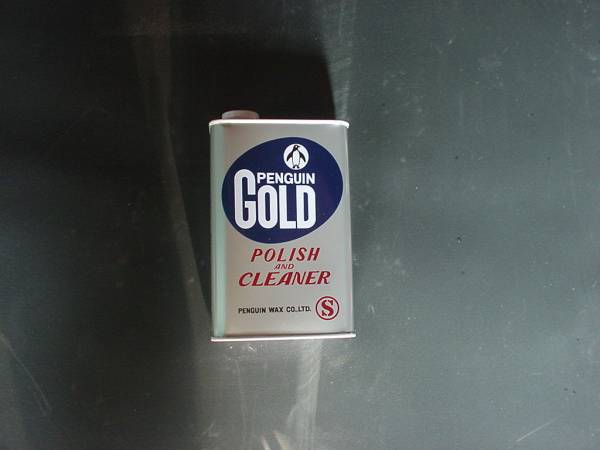 PENGUIN
GOLD
POLISH
AND
CLEANER
PENGUIN WAX CO.,LTD. S